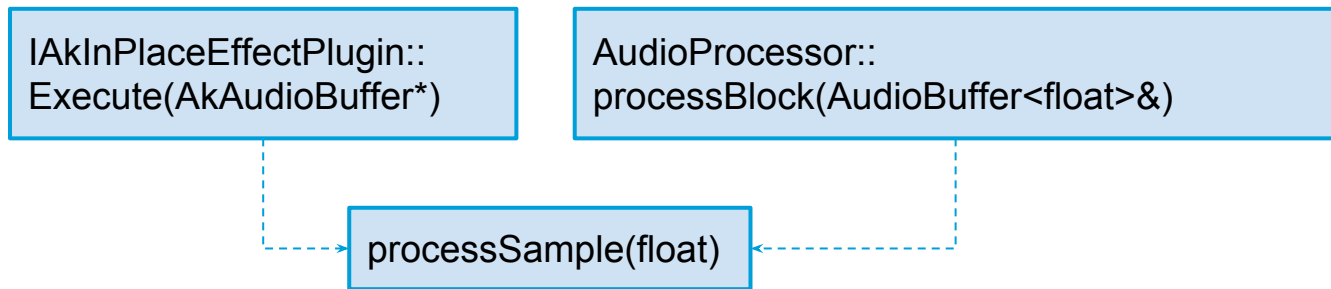 IAkInPlaceEffectPlugin::
Execute(AkAudioBuffer*)
AudioProcessor::
processBlock(AudioBuffer<float>&)
processSample(float)